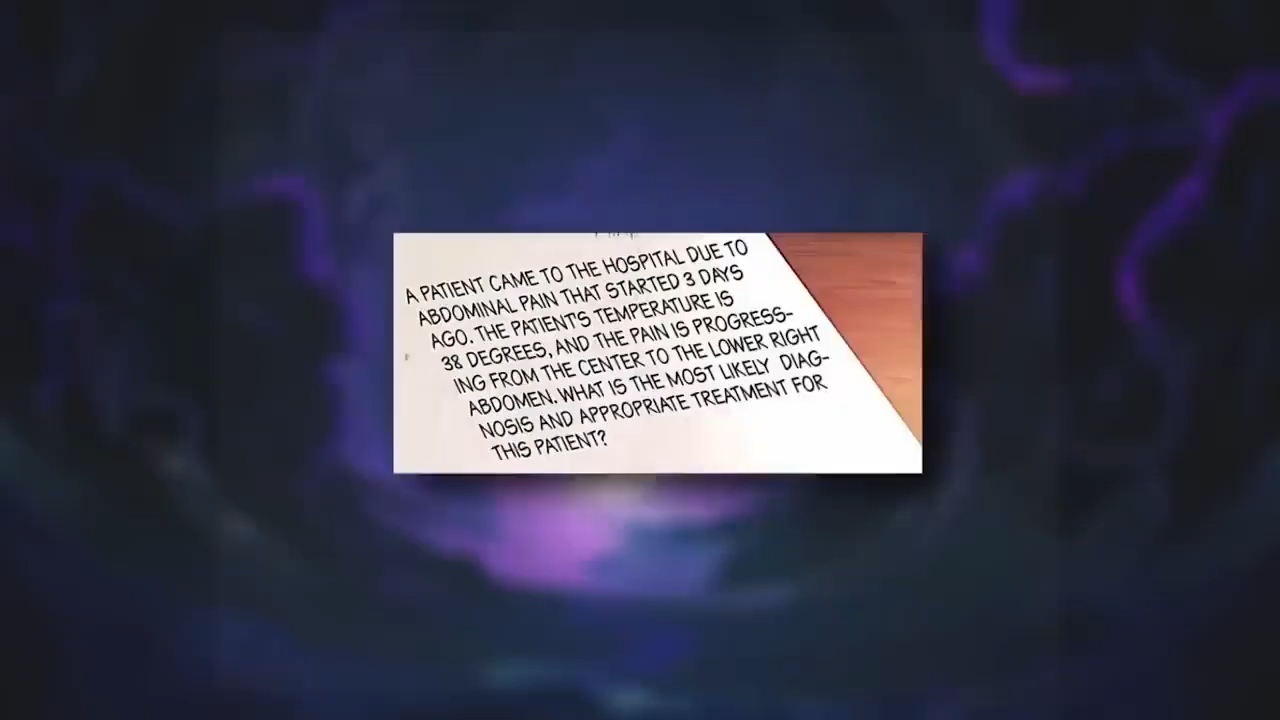 A PATIENT CAME TO THE HOSPITAL DUE TO
ABDOMINAL PAIN THAT STARTED 3 DAYS
AGO. THE PATIENT'S TEMPERATURE IS
38 DEGREES, AND THE PAIN IS PROGRESS-
ING FROM THE CENTER TO THE LOWER RIGHT
ABDOMEN. WHAT IS THE MOST LIKELY DIAG-
NOSIS AND APPROPRIATE TREATMENT FOR
THIS PATIENT?